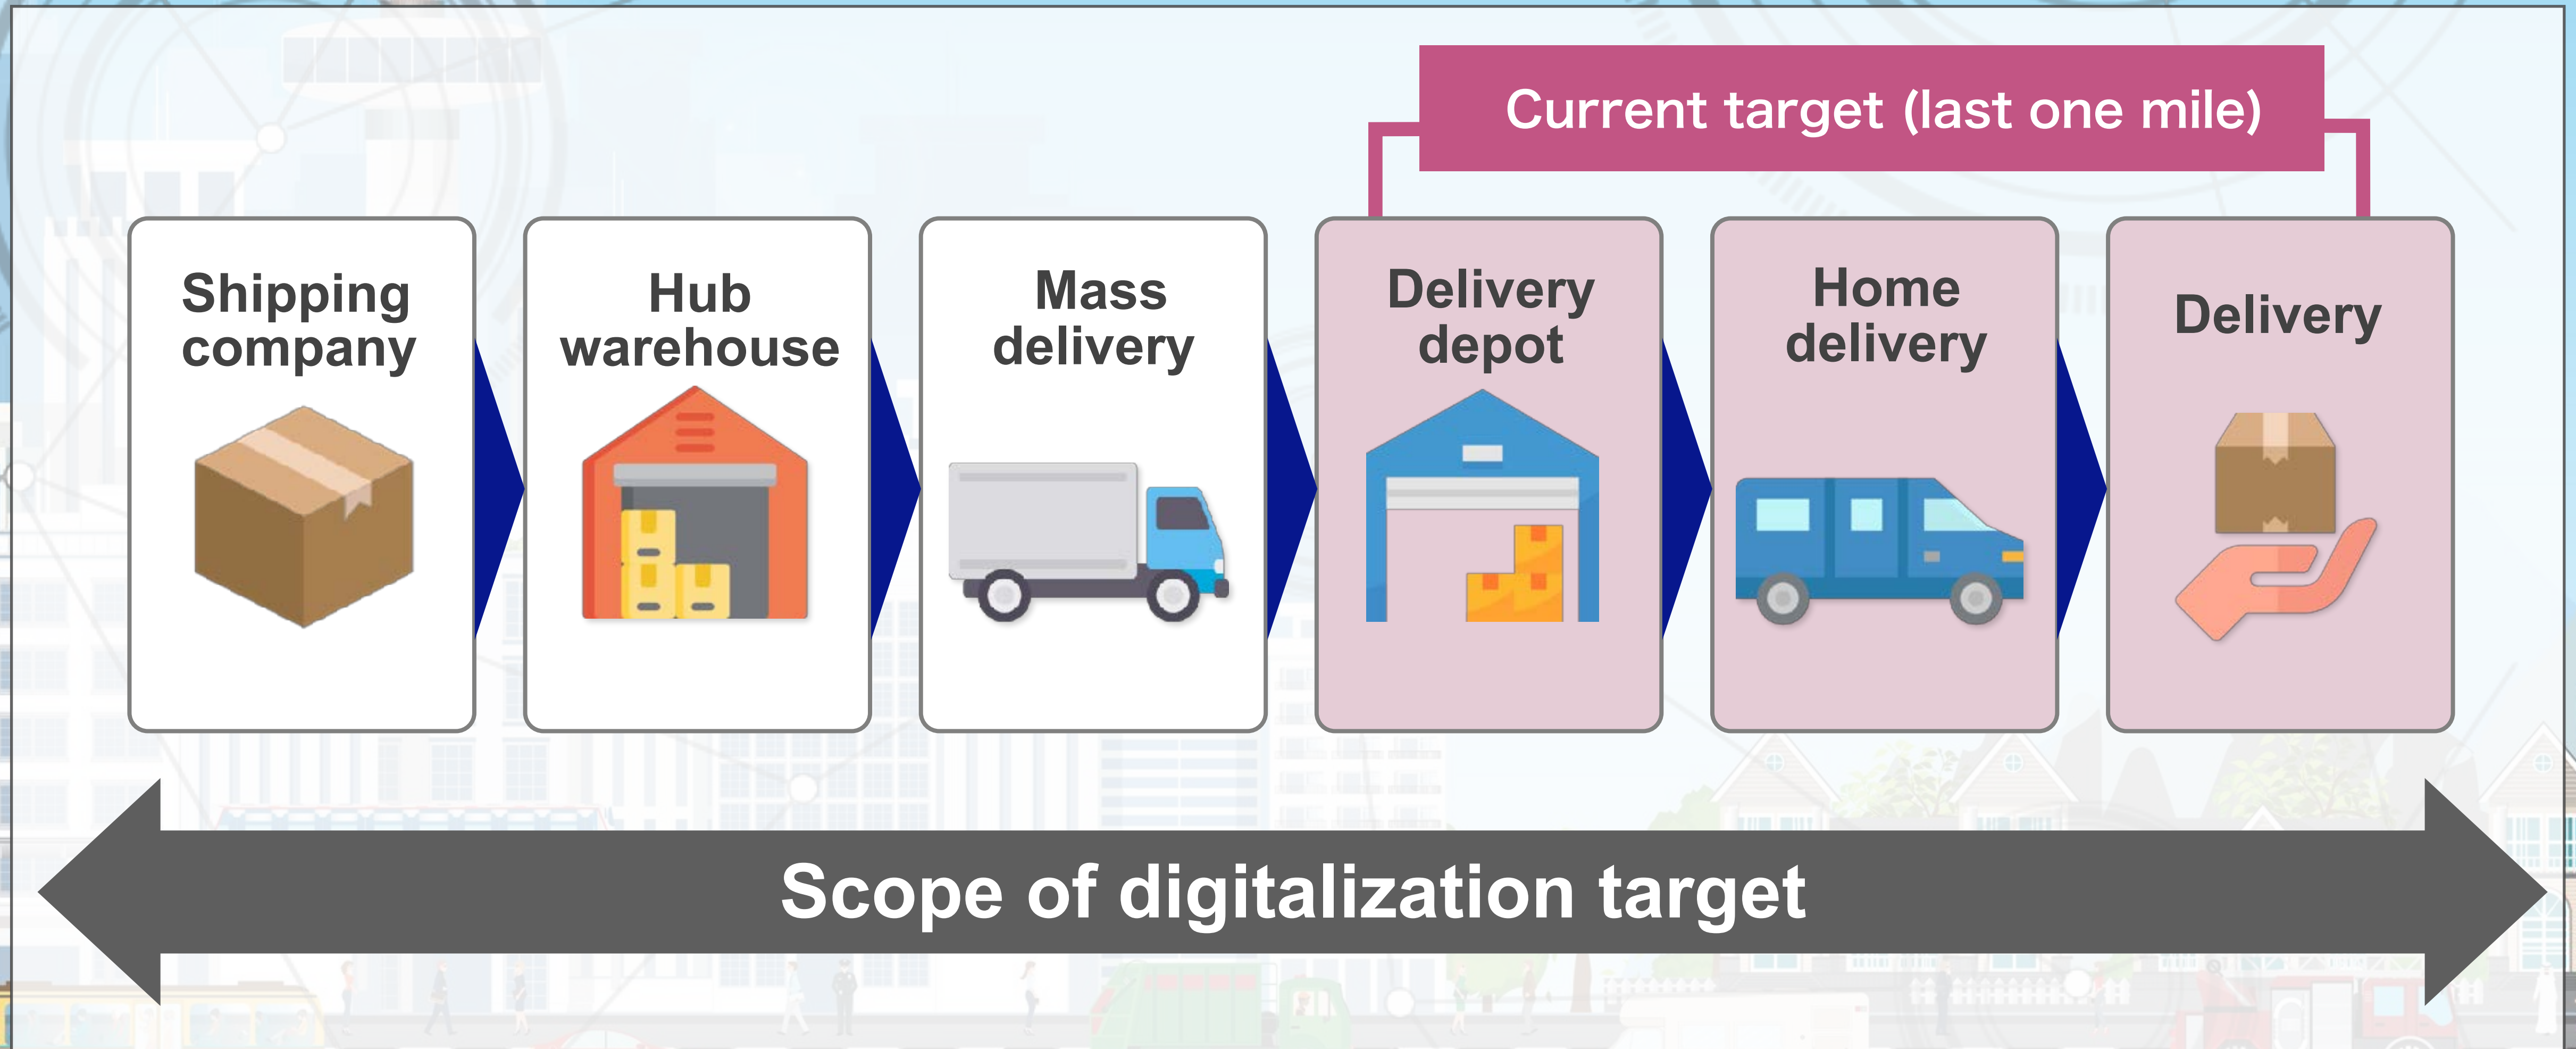 Current target (last one mile)
Shipping
company
Hub
warehouse
Mass
delivery
Delivery
depot
Home
delivery
Delivery
Scope of digitalization target